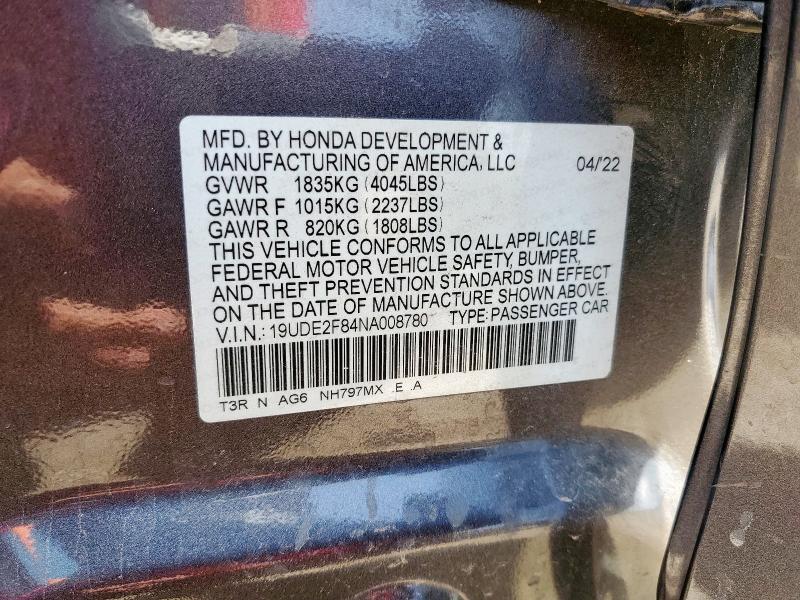 MFD. BY HONDA DEVELOPMENT &
MANUFACTURING OF AMERICA, LLC 04/'22
GVWR 1835KG (4045LBS)
GAWR F 1015KG (2237LBS)
GAWR R 820KG (1808LBS)
THIS VEHICLE CONFORMS TO ALL APPLICABLE
FEDERAL MOTOR VEHICLE SAFETY, BUMPER,
AND THEFT PREVENTION STANDARDS IN EFFECT
ON THE DATE OF MANUFACTURE SHOWN ABOVE.
V.I.N.: 19UDE2F84NA008780 TYPE: PASSENGER CAR
T3R N AG6 NH797MX .E .A